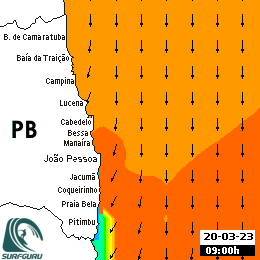 B. de Camaratuba
Baía da Traição
Campina
Lucena
Cabedelo
Bessa
Manaíra
PB
João Pessoa
Jacumã
Coqueirinho
Praia Bela
Pitimbu
SURFGURU
20-03-23
09:00h